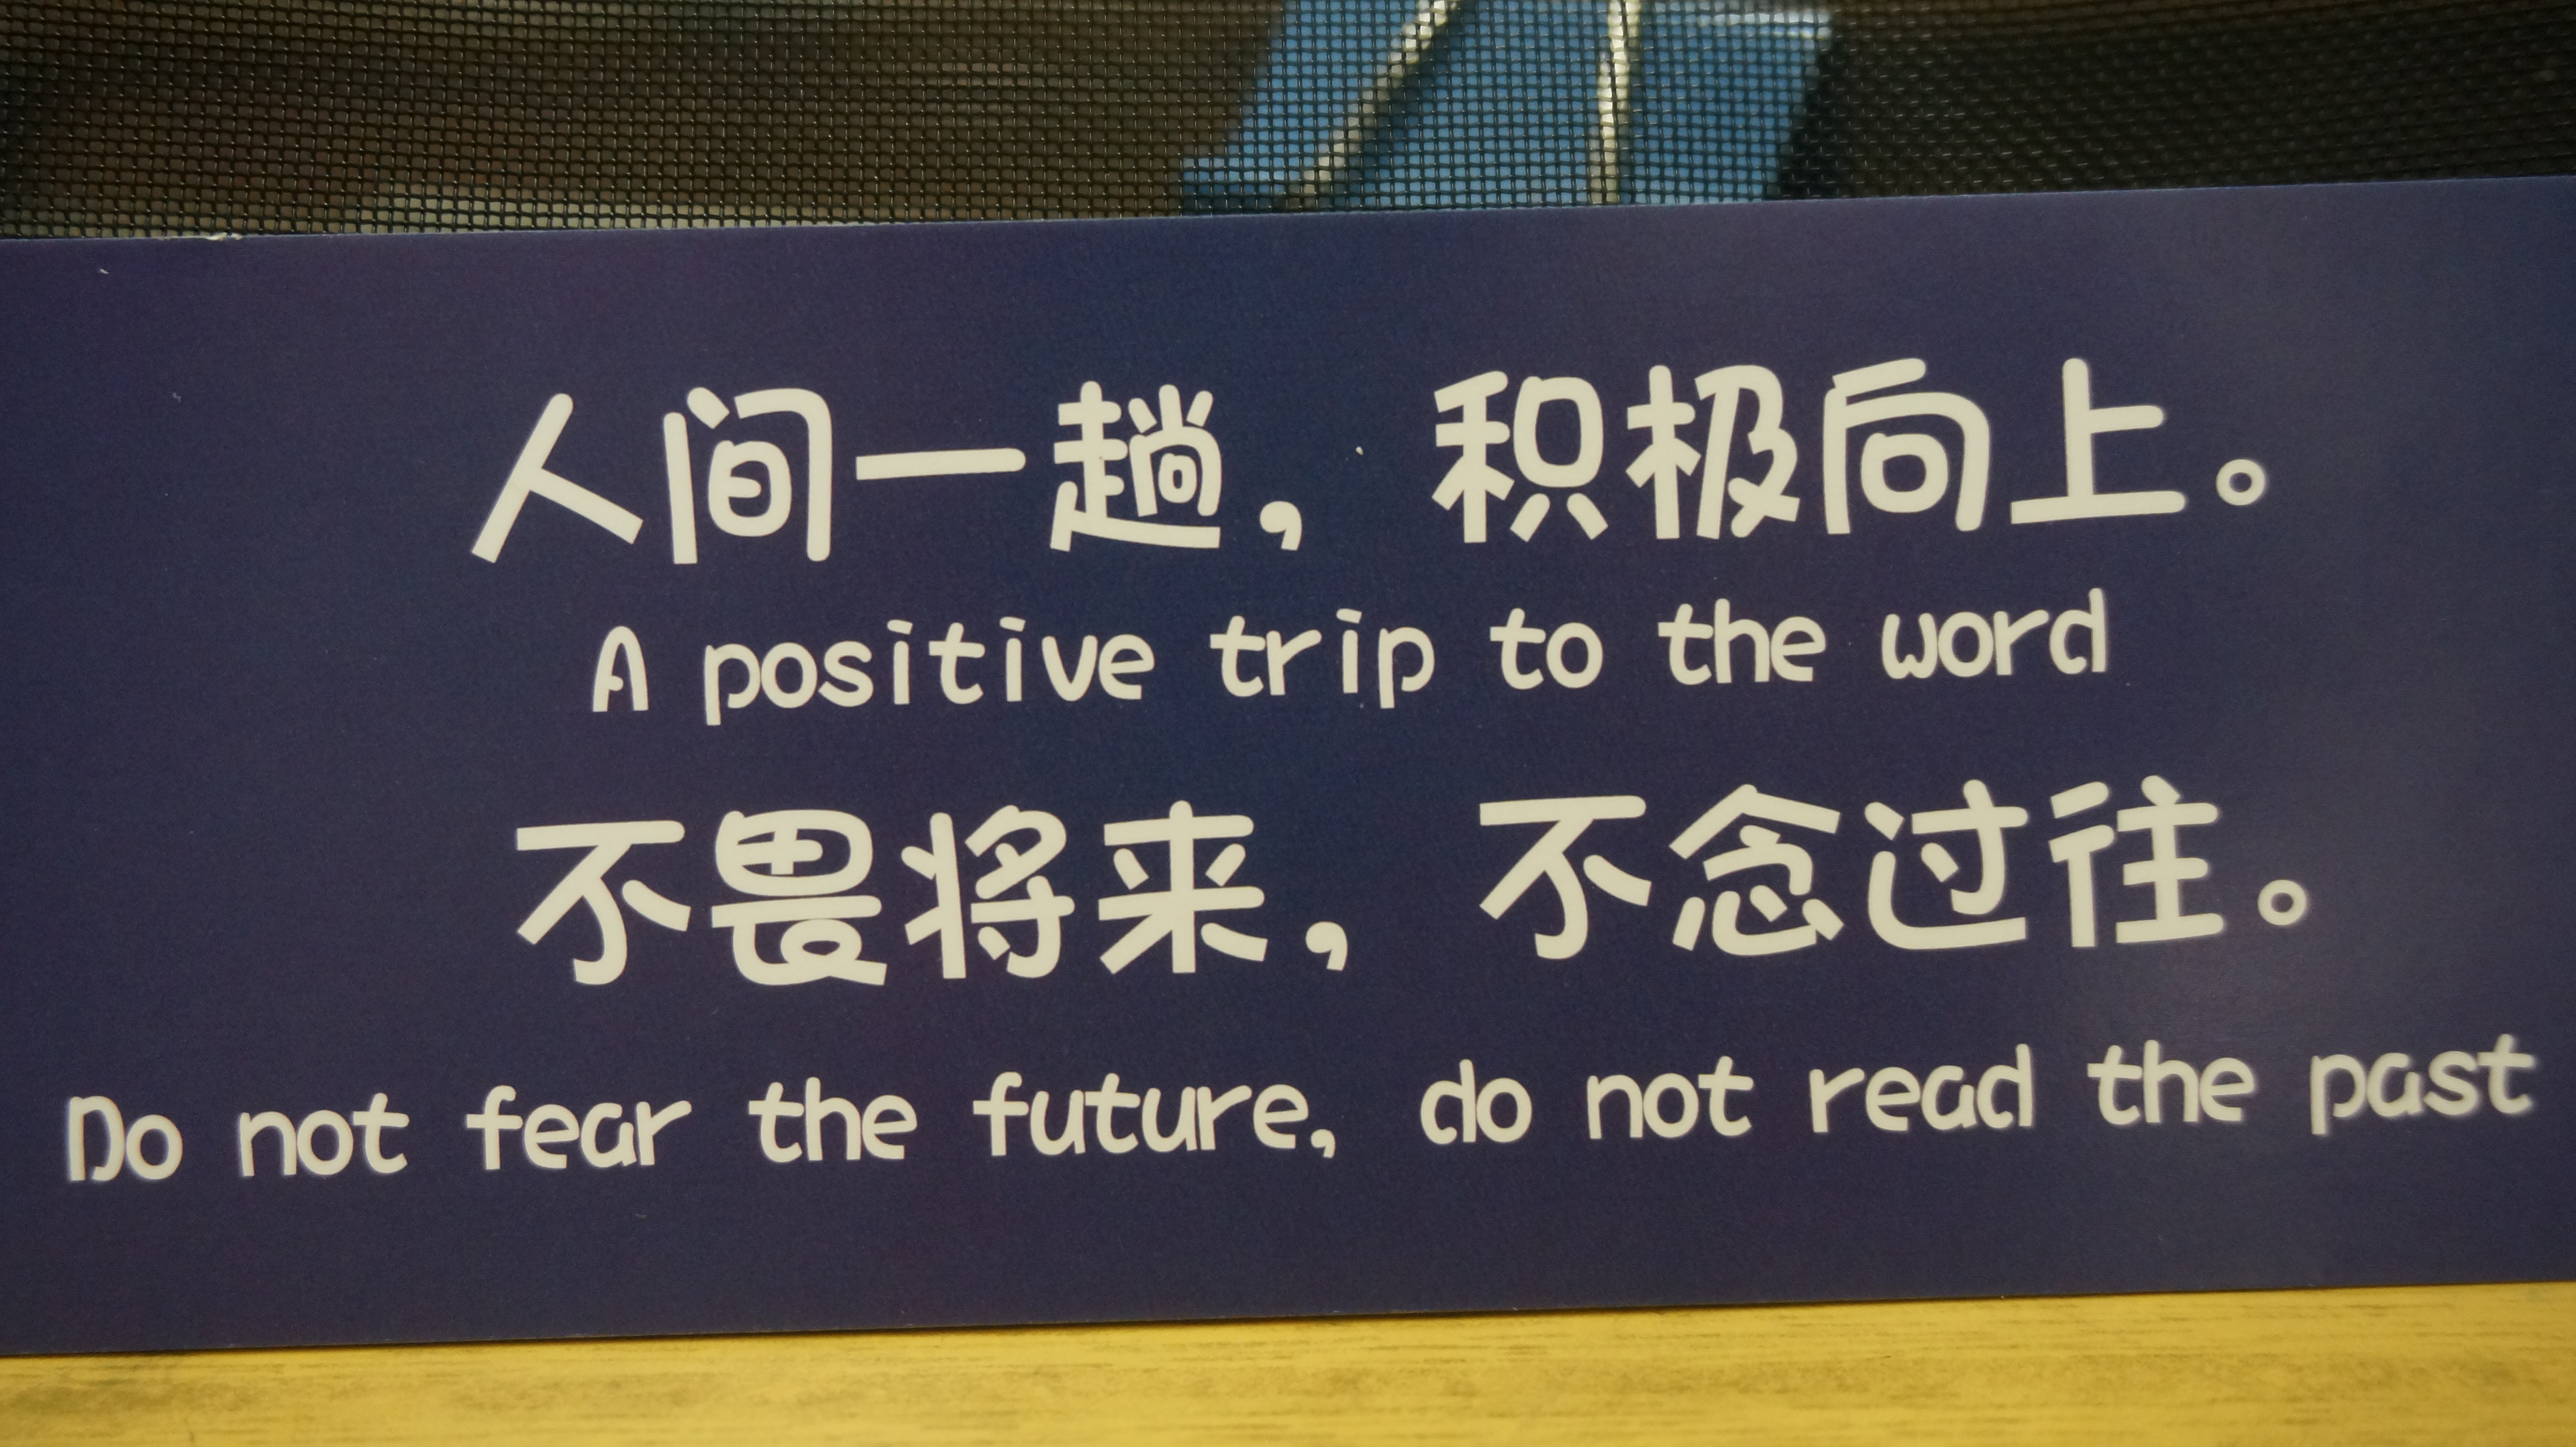 人间一趟，积极向上。
A positive trip to the word
不畏将来，不念过往。
Do not fear the future, do not read the past